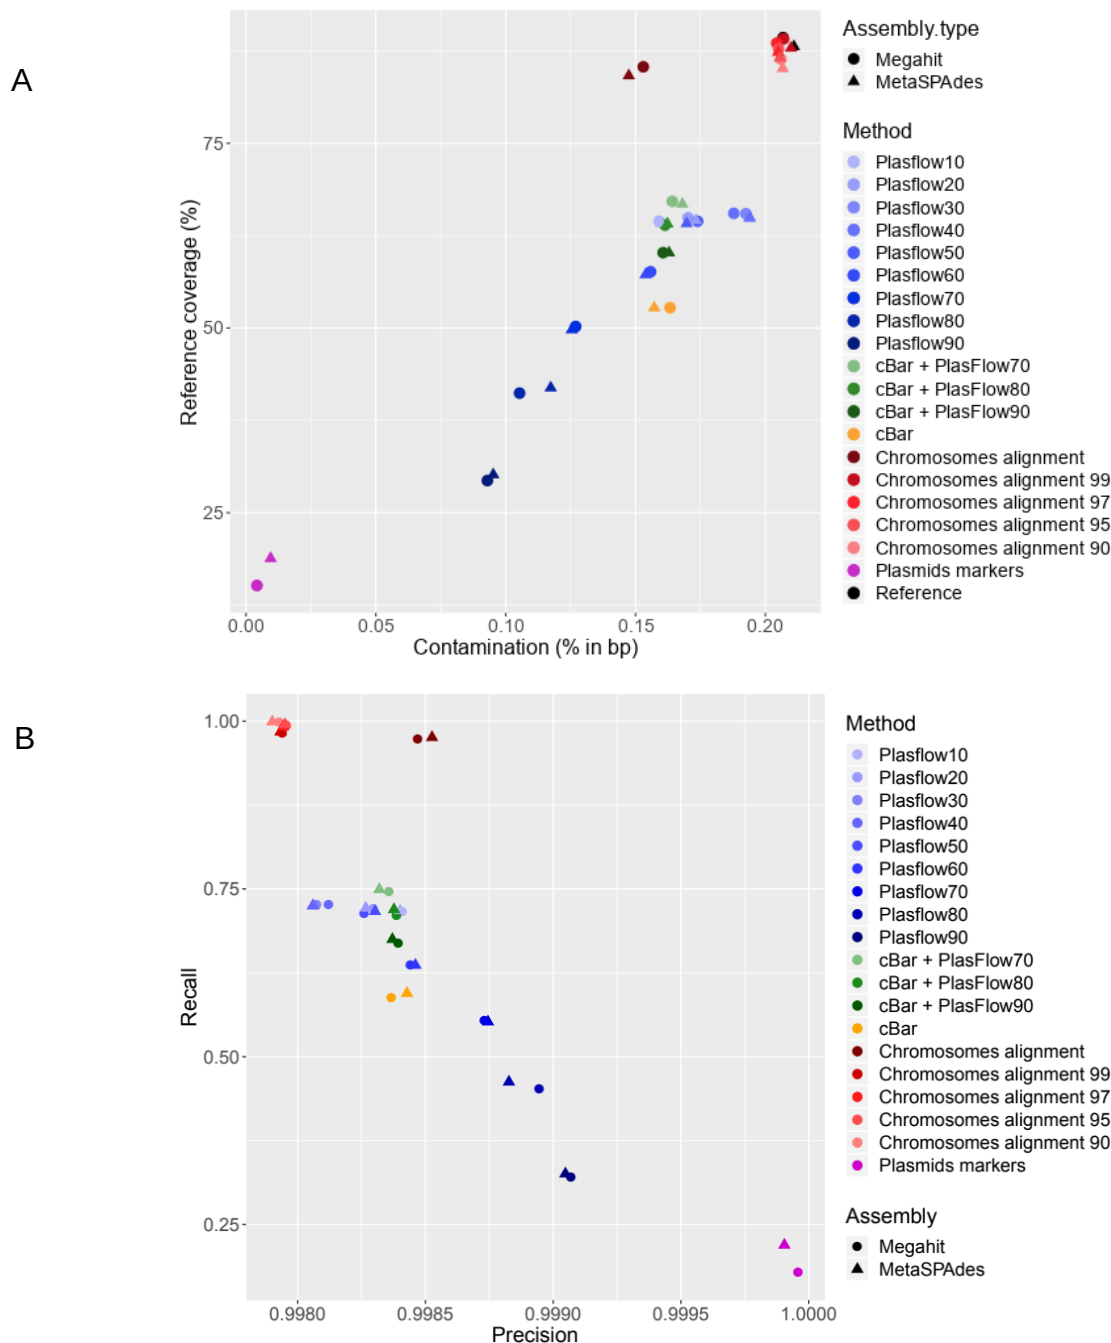 A
Assembly.type
Megahit
MetaSPAdes
Method
Plasflow10
Plasflow20
Plasflow30
Plasflow40
Plasflow50
Plasflow60
Plasflow70
Plasflow80
Plasflow90
cBar + PlasFlow70
cBar + PlasFlow80
cBar + PlasFlow90
cBar
Chromosomes alignment
Chromosomes alignment 99
Chromosomes alignment 97
Chromosomes alignment 95
Chromosomes alignment 90
Plasmids markers
Reference
Reference coverage (%)
75
50
25
0.00 0.05 0.10 0.15 0.20
Contamination (% in bp)
B
Method
Plasflow10
Plasflow20
Plasflow30
Plasflow40
Plasflow50
Plasflow60
Plasflow70
Plasflow80
Plasflow90
cBar + PlasFlow70
cBar + PlasFlow80
cBar + PlasFlow90
cBar
Chromosomes alignment
Chromosomes alignment 99
Chromosomes alignment 97
Chromosomes alignment 95
Chromosomes alignment 90
Plasmids markers
Assembly
Megahit
MetaSPAdes
Recall
1.00
0.75
0.50
0.25
0.9980 0.9985 0.9990 0.9995 1.0000
Precision